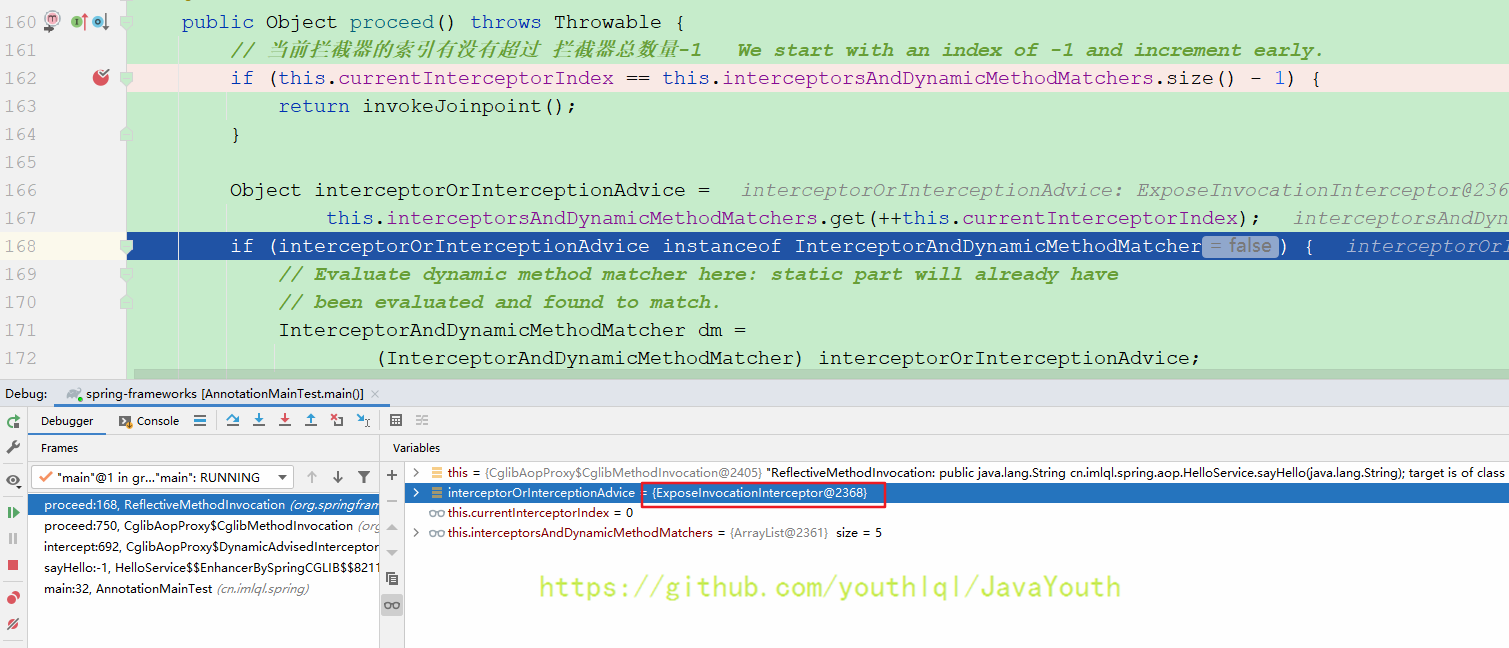 160 public Object proceed() throws Throwable {
161 // 当前拦截器的索引有没有超过 拦截器总数量-1 We start with an index of -1 and increment early.
162 if (this.currentInterceptorIndex == this.interceptorsAndDynamicMethodMatchers.size() - 1) {
163 return invokeJoinpoint();
164 }
165
166 Object interceptorOrInterceptionAdvice = interceptorOrInterceptionAdvice: ExposeInvocationInterceptor@236
167 this.interceptorsAndDynamicMethodMatchers.get(++this.currentInterceptorIndex); interceptorsAndDyn
168 if (interceptorOrInterceptionAdvice instanceof InterceptorAndDynamicMethodMatcher = false ) { interceptorOrI
169 // Evaluate dynamic method matcher here: static part will already have
170 // been evaluated and found to match.
171 InterceptorAndDynamicMethodMatcher dm =
172 (InterceptorAndDynamicMethodMatcher) interceptorOrInterceptionAdvice;
Debug: spring-frameworks [AnnotationMainTest.main()]
Debugger Console
Frames Variables
"main"@1 in gr..."main": RUNNING
proceed:168, ReflectiveMethodInvocation (org.springfram
proceed:750, CglibAopProxy$CglibMethodInvocation (org
intercept:692, CglibAopProxy$DynamicAdvisedInterceptor
sayHello:-1, HelloService$$EnhancerBySpringCGLIB$$8211
main:32, AnnotationMainTest (cn.imlql.spring)
this = {CglibAopProxy$CglibMethodInvocation@2405} "ReflectiveMethodInvocation: public java.lang.String cn.imlql.spring.aop.HelloService.sayHello(java.lang.String); target is of class
interceptorOrInterceptionAdvice = {ExposeInvocationInterceptor@2368}
this.currentInterceptorIndex = 0
this.interceptorsAndDynamicMethodMatchers = {ArrayList@2361} size = 5
https://github.com/youthlql/JavaYouth